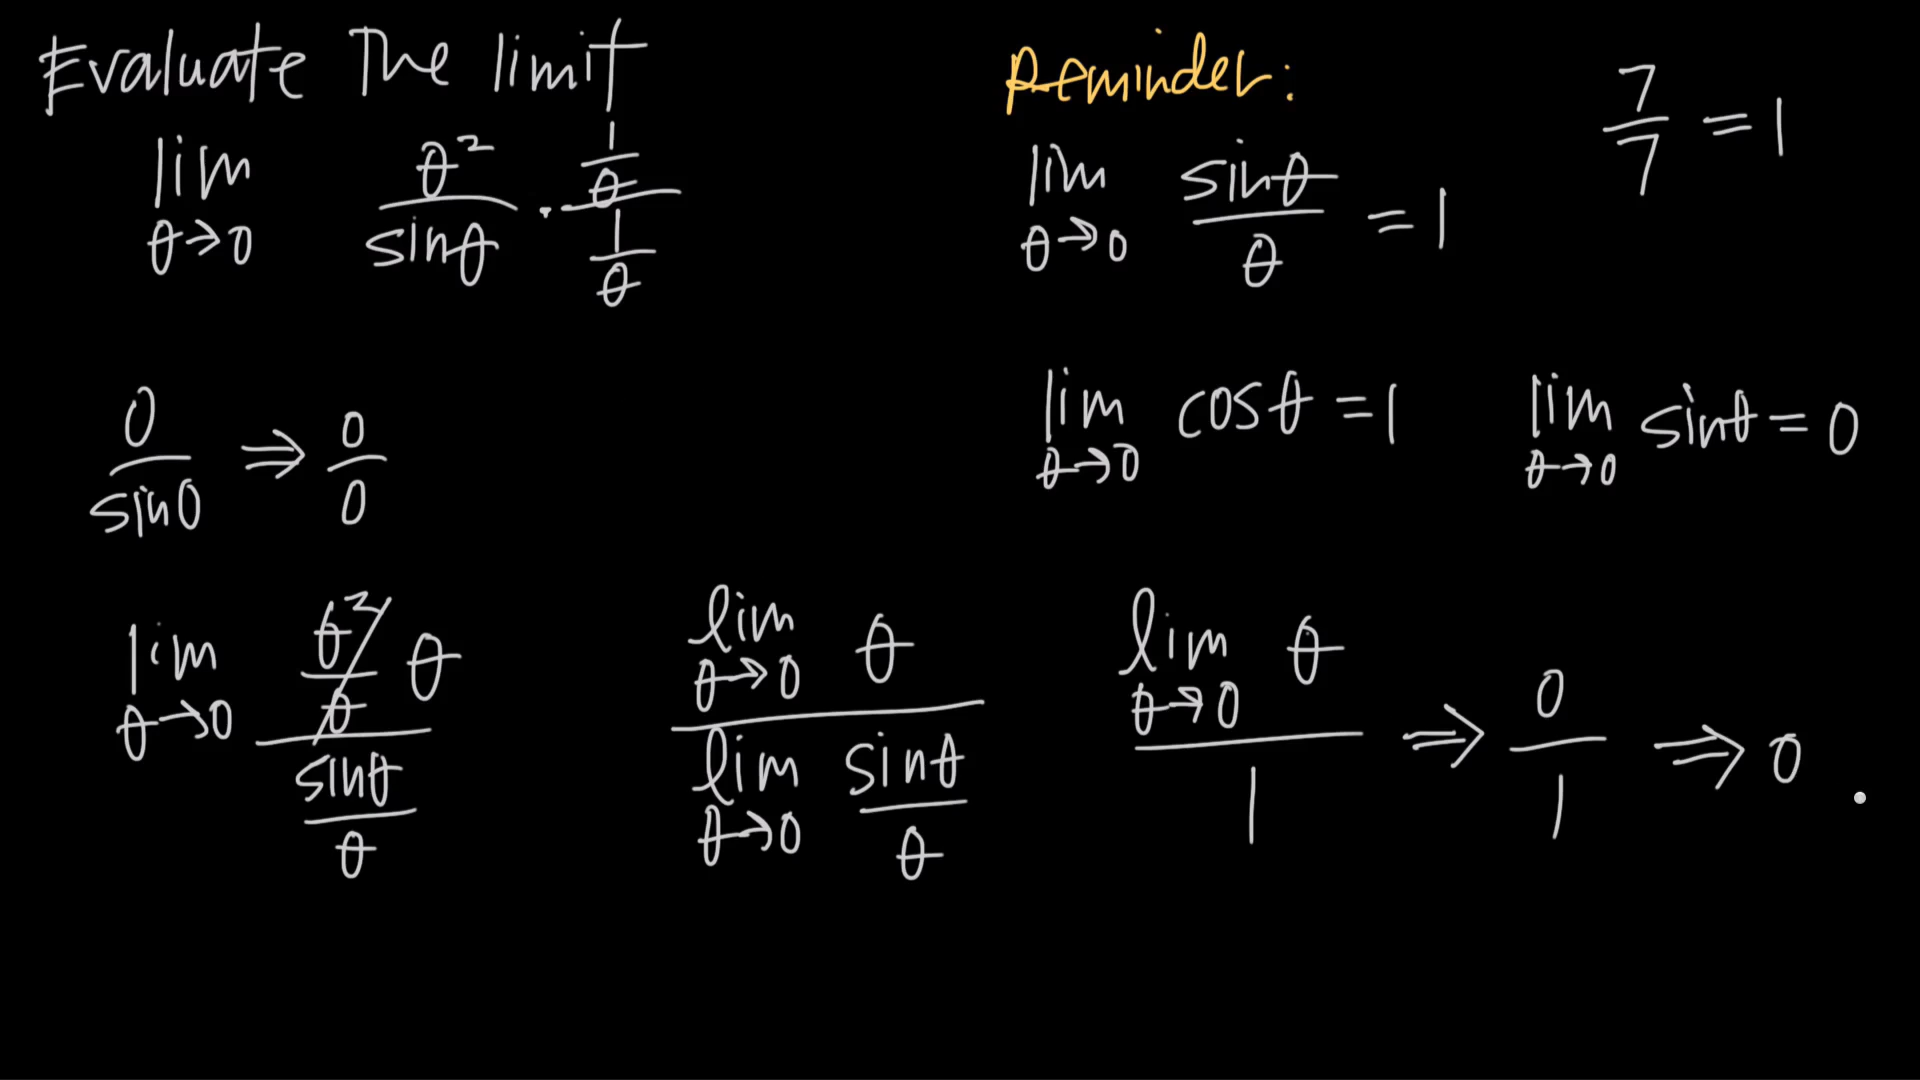 Evaluate The limit
lim θ→0 θ²/sinθ · (1/θ)/(1/θ)
0/sin0 ⇒ 0/0
lim θ→0 (θ²/θ) θ / (sinθ/θ)
lim θ→0 θ / lim θ→0 sinθ/θ
lim θ→0 θ / 1 ⇒ 0/1 ⇒ 0
Reminder:
lim θ→0 sinθ/θ = 1
7/7 = 1
lim θ→0 cosθ = 1
lim θ→0 sinθ = 0